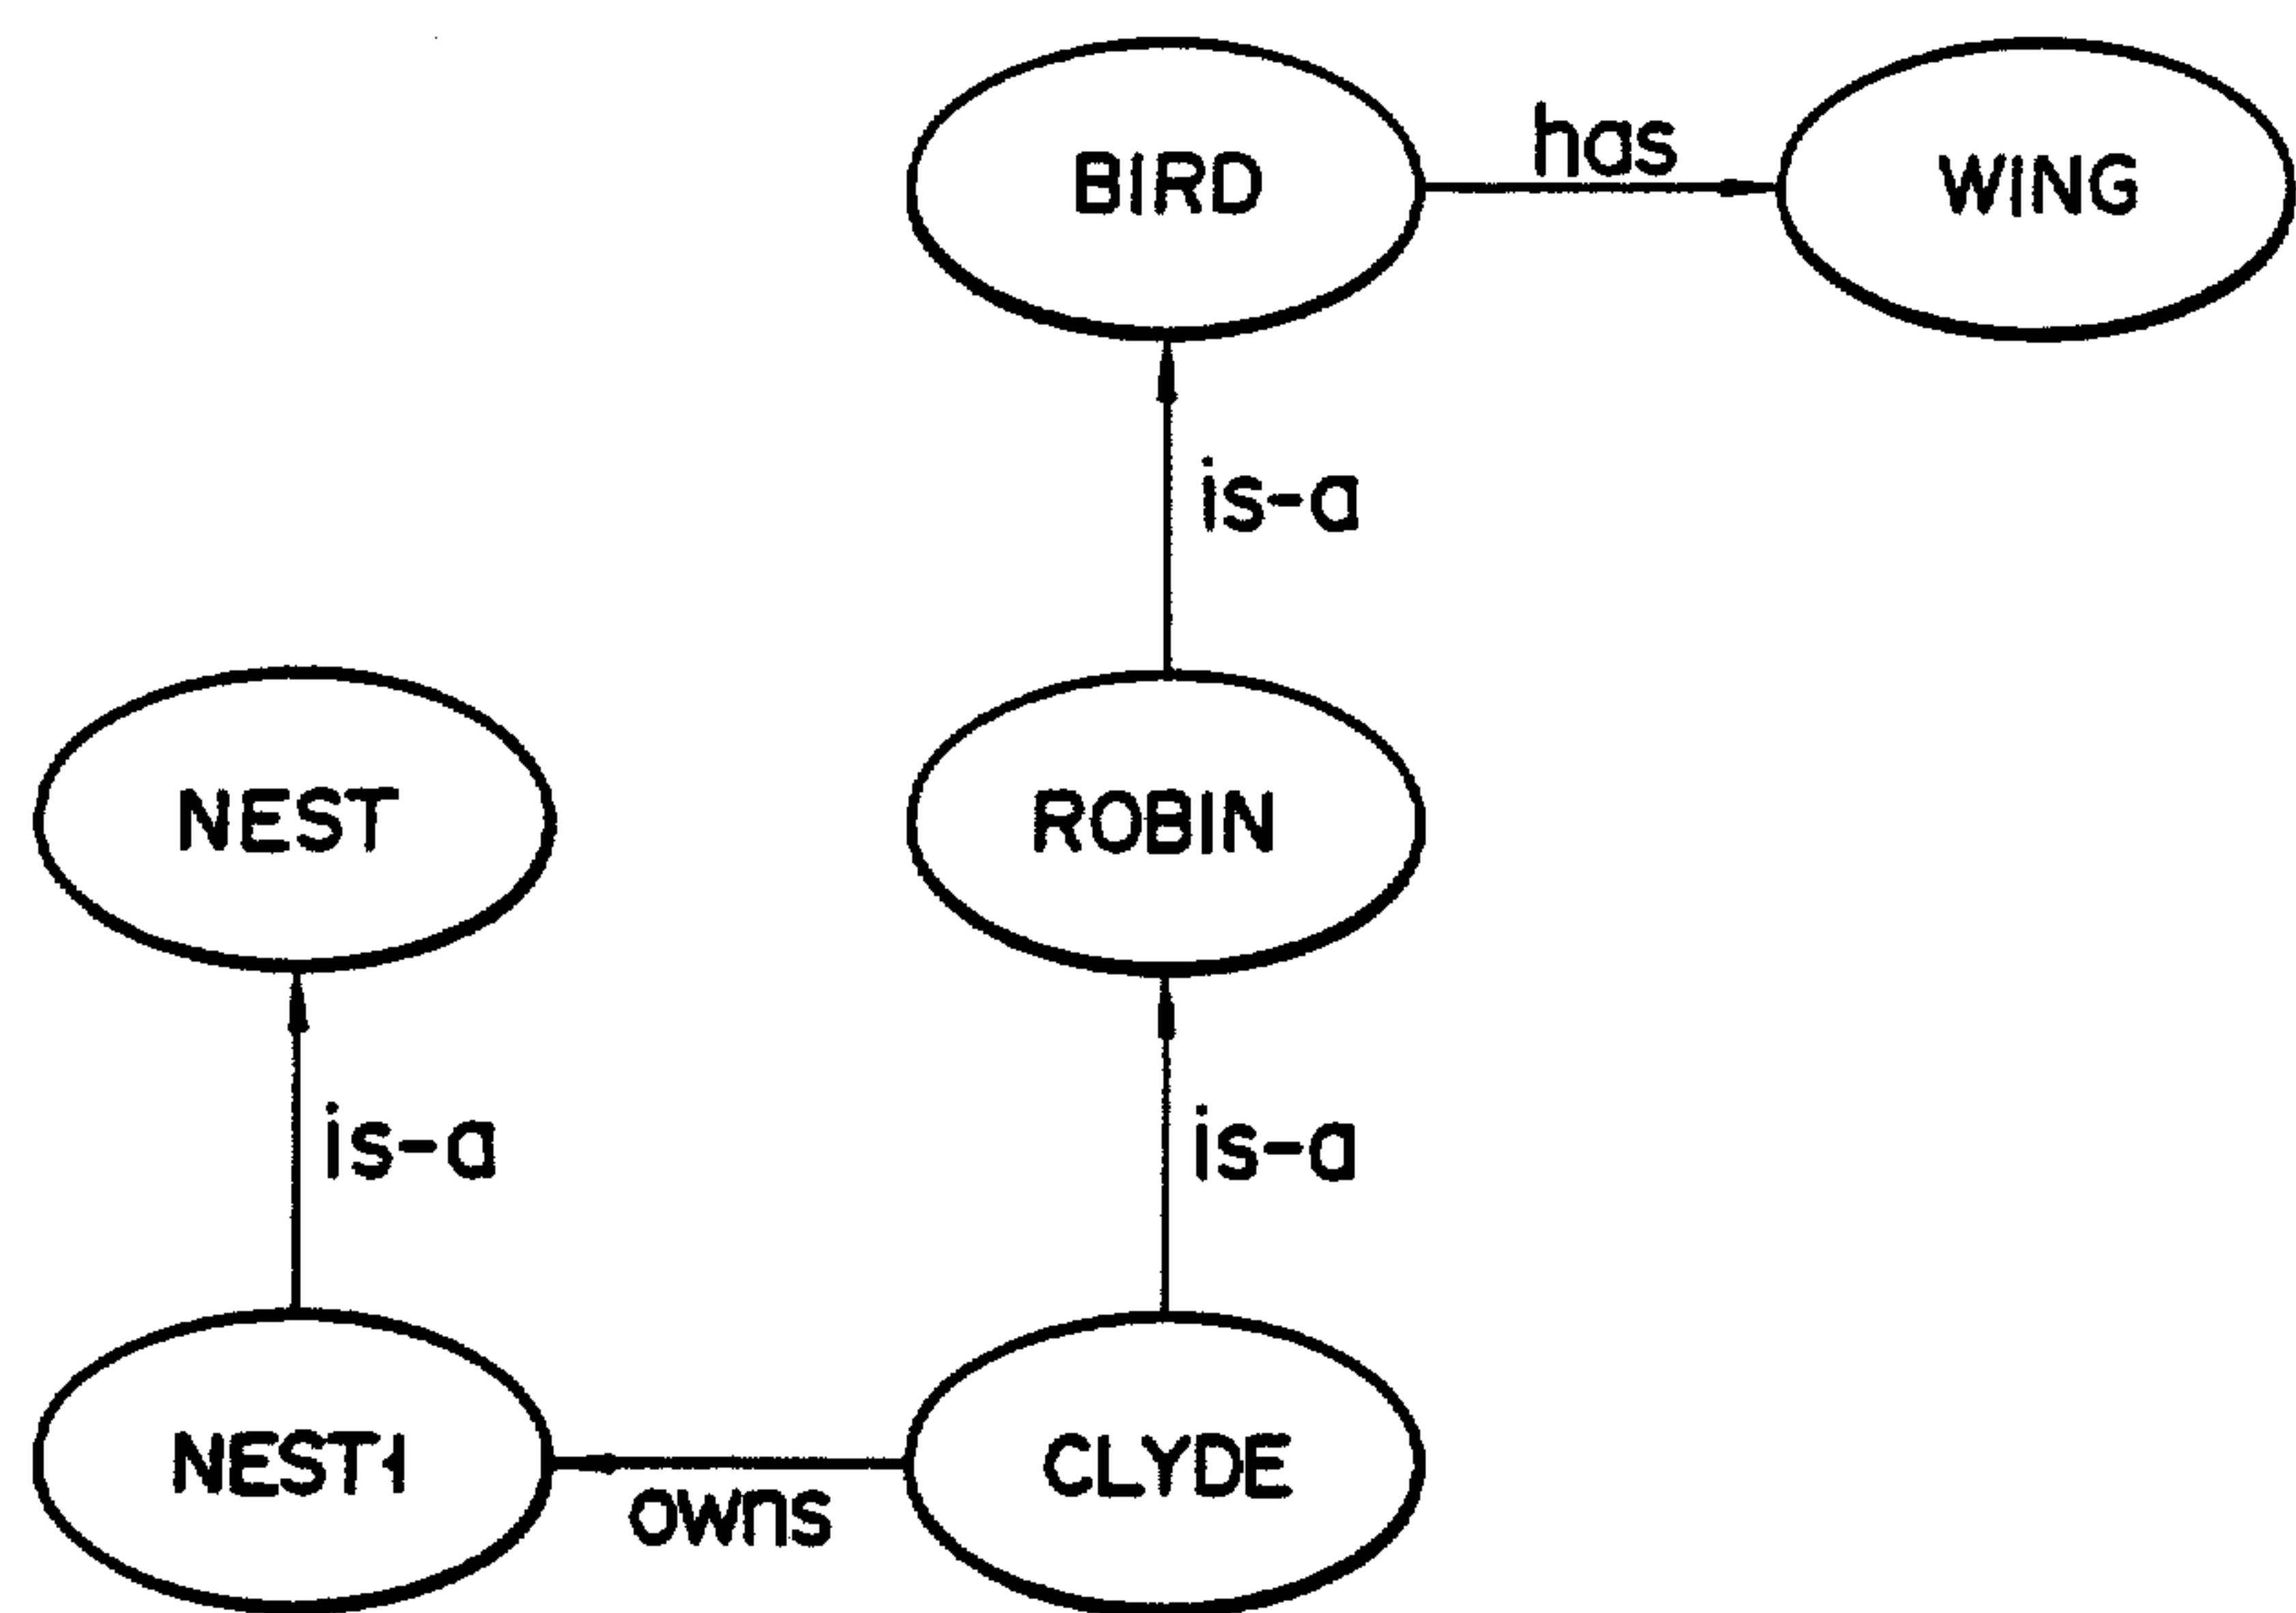 BIRD
has
WING
is-a
NEST
ROBIN
is-a
is-a
NEST1
owns
CLYDE